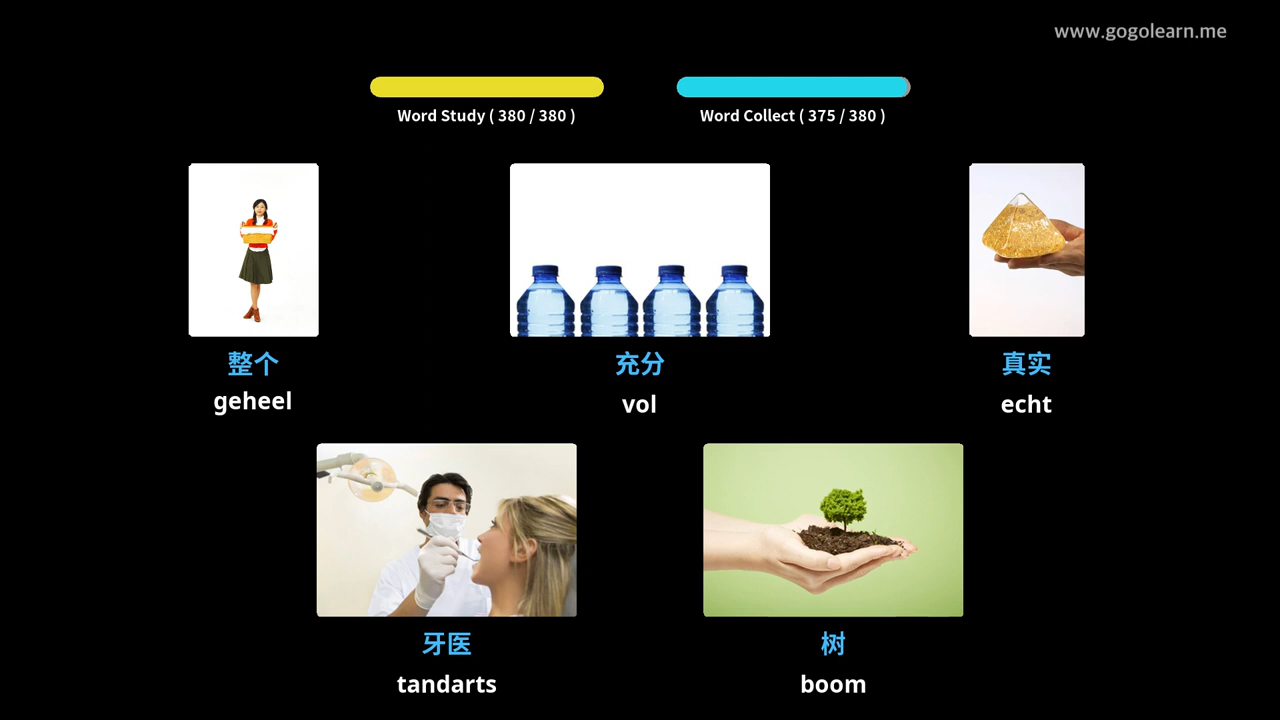 www.gogolearn.me
Word Study ( 380 / 380 )
Word Collect ( 375 / 380 )
整个
充分
真实
geheel
vol
echt
牙医
树
tandarts
boom